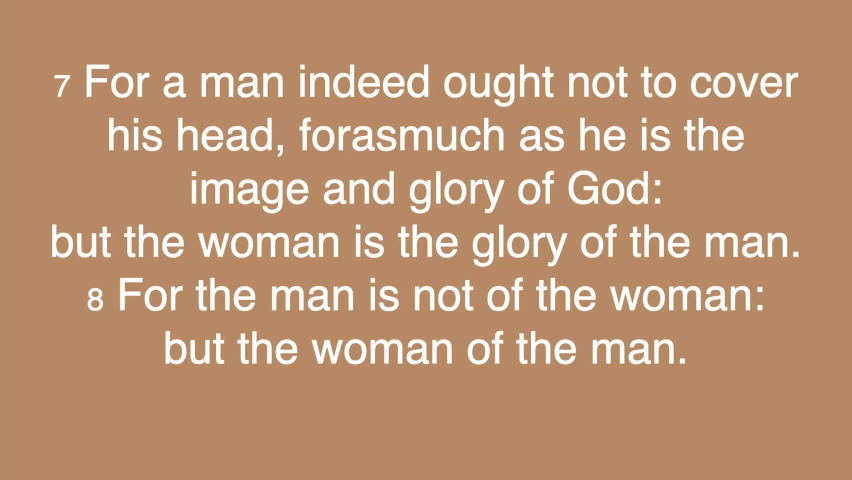 7 For a man indeed ought not to cover
his head, forasmuch as he is the
image and glory of God:
but the woman is the glory of the man.
8 For the man is not of the woman:
but the woman of the man.